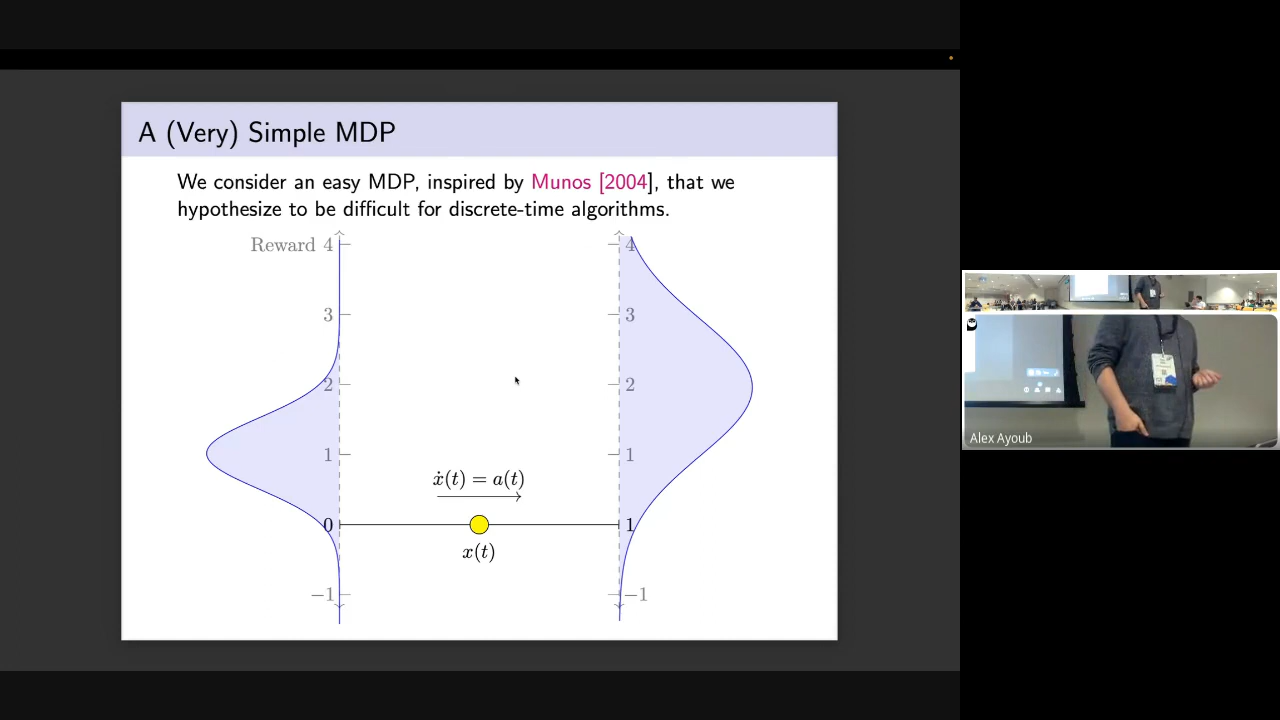 A (Very) Simple MDP
We consider an easy MDP, inspired by Munos [2004], that we
hypothesize to be difficult for discrete-time algorithms.
Reward 4
3
2
1
0
−1
4
3
2
1
1
−1
ẋ(t) = a(t)
x(t)
Alex Ayoub